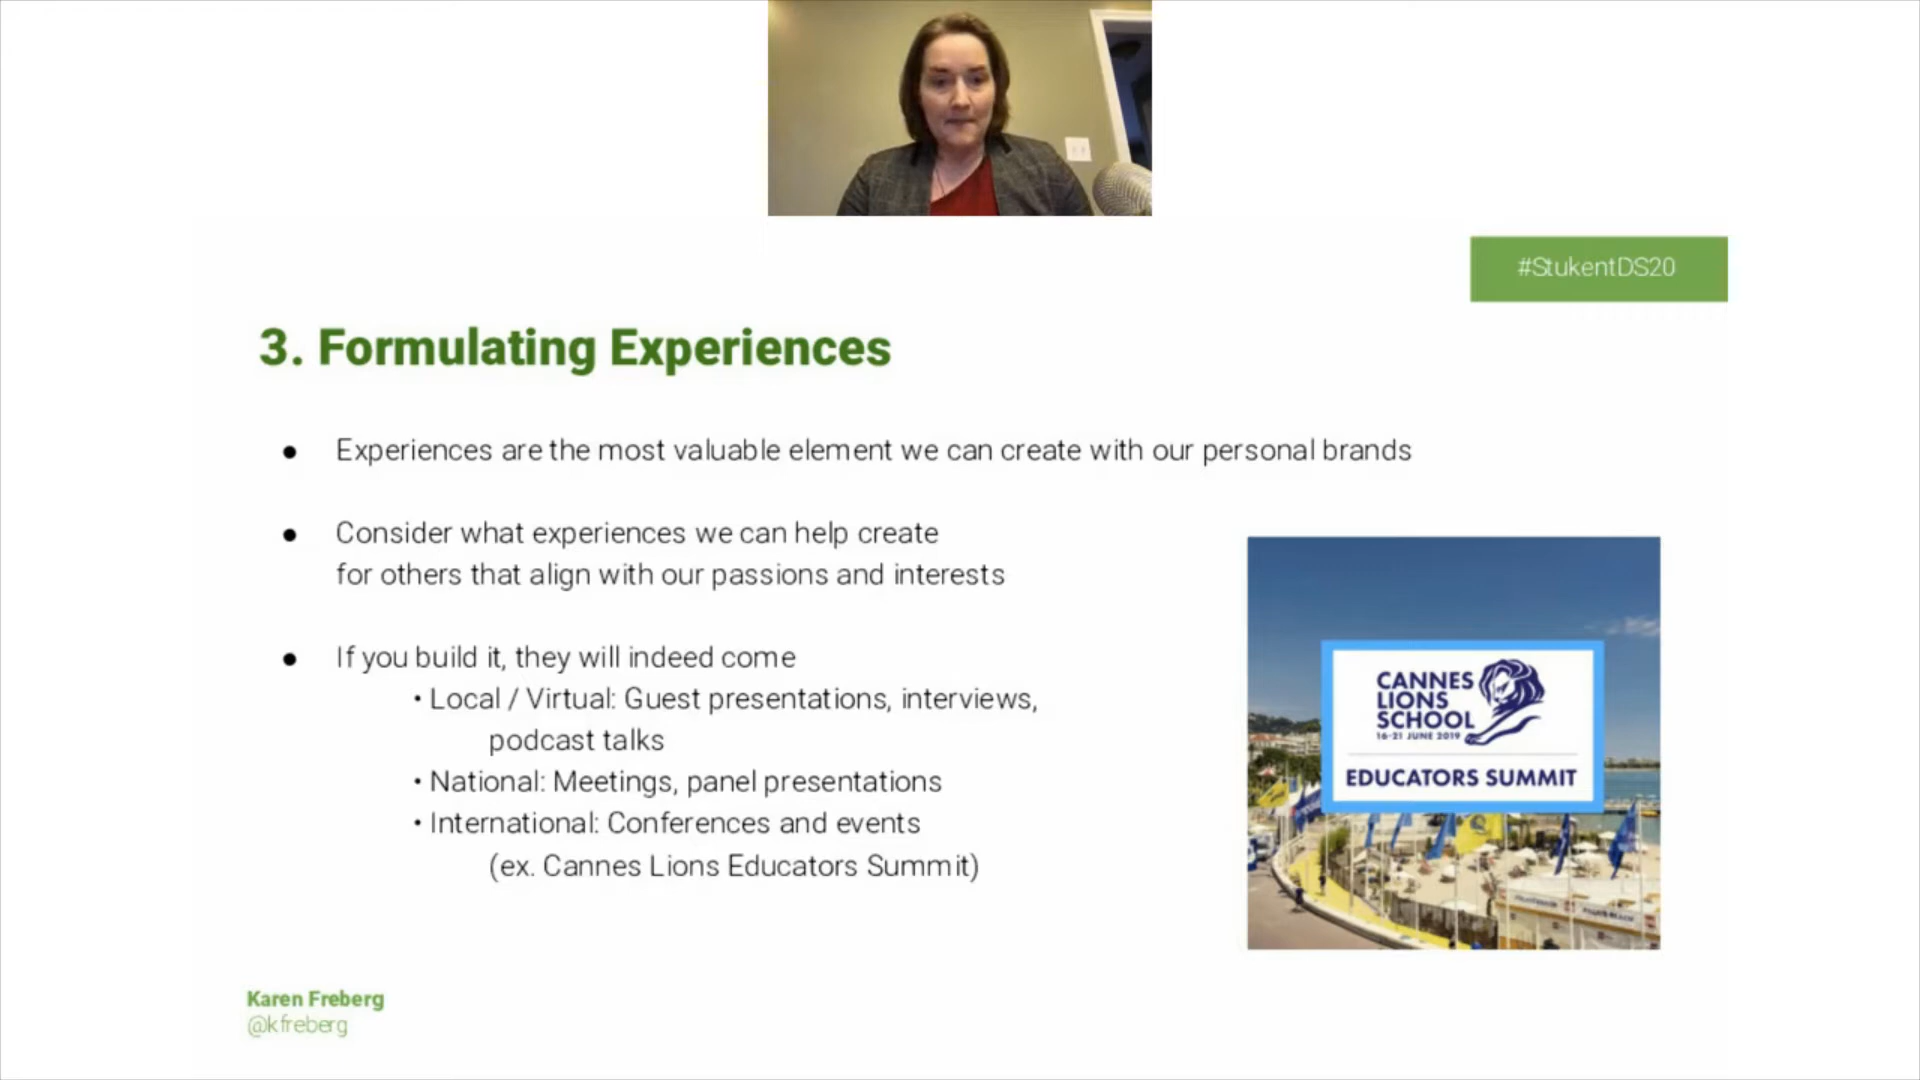 #StukentDS20
3. Formulating Experiences
● Experiences are the most valuable element we can create with our personal brands
● Consider what experiences we can help create
for others that align with our passions and interests
● If you build it, they will indeed come
• Local / Virtual: Guest presentations, interviews,
podcast talks
• National: Meetings, panel presentations
• International: Conferences and events
(ex. Cannes Lions Educators Summit)
CANNES
LIONS
SCHOOL
16-21 JUNE 2019
EDUCATORS SUMMIT
Karen Freberg
@kfreberg